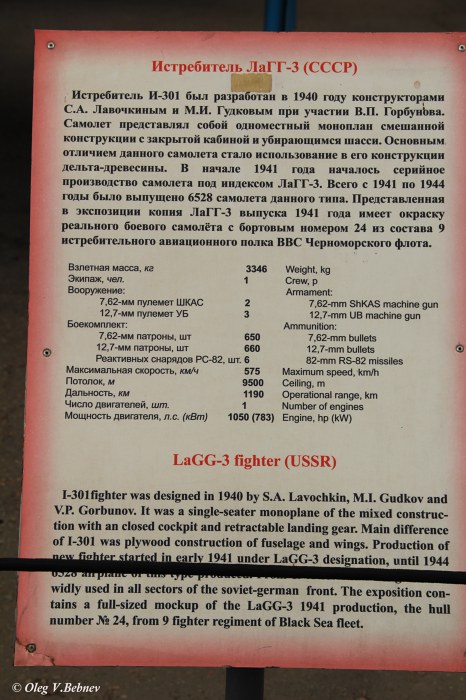 Истребитель ЛаГГ-3 (СССР)
Истребитель И-301 был разработан в 1940 году конструкторами
С.А. Лавочкиным и М.И. Гудковым при участии В.П. Горбунова.
Самолет представлял собой одноместный моноплан смешанной
конструкции с закрытой кабиной и убирающимся шасси. Основным
отличием данного самолета стало использование в его конструкции
дельта-древесины. В начале 1941 года началось серийное
производство самолета под индексом ЛаГГ-3. Всего с 1941 по 1944
годы было выпущено 6528 самолета данного типа. Представленная
в экспозиции копия ЛаГГ-3 выпуска 1941 года имеет окраску
реального боевого самолёта с бортовым номером 24 из состава 9
истребительного авиационного полка ВВС Черноморского флота.
Взлетная масса, кг 3346 Weight, kg
Экипаж, чел. 1 Crew, p
Вооружение: Armament:
7,62-мм пулемет ШКАС 2 7,62-mm ShKAS machine gun
12,7-мм пулемет УБ 3 12,7-mm UB machine gun
Боекомплект: Ammunition:
7,62-мм патроны, шт 650 7,62-mm bullets
12,7-мм патроны, шт 660 12,7-mm bullets
Реактивных снарядов РС-82, шт. 6 82-mm RS-82 missiles
Максимальная скорость, км/ч 575 Maximum speed, km/h
Потолок, м 9500 Ceiling, m
Дальность, км 1190 Operational range, km
Число двигателей, шт. 1 Number of engines
Мощность двигателя, л.с. (кВт) 1050 (783) Engine, hp (kW)
LaGG-3 fighter (USSR)
I-301fighter was designed in 1940 by S.A. Lavochkin, M.I. Gudkov and
V.P. Gorbunov. It was a single-seater monoplane of the mixed construc-
tion with an closed cockpit and retractable landing gear. Main difference
of I-301 was plywood construction of fuselage and wings. Production of
new fighter started in early 1941 under LaGG-3 designation, until 1944
6528 airplane of this type
widly used in all sectors of the soviet-german front. The exposition con-
tains a full-sized mockup of the LaGG-3 1941 production, the hull
number № 24, from 9 fighter regiment of Black Sea fleet.
© Oleg V.Bebnev